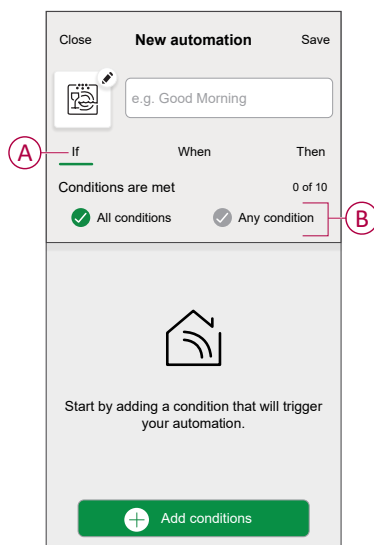 Close New automation Save
e.g. Good Morning
A If When Then
Conditions are met 0 of 10
All conditions Any condition B
Start by adding a condition that will trigger
your automation.
Add conditions